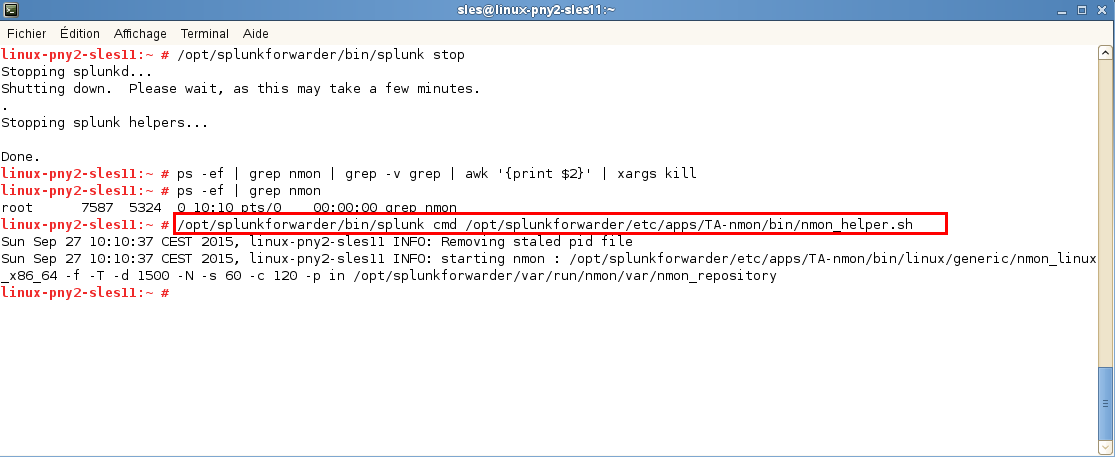 sles@linux-pny2-sles11:~
Fichier Édition Affichage Terminal Aide
linux-pny2-sles11:~ # /opt/splunkforwarder/bin/splunk stop
Stopping splunkd...
Shutting down.  Please wait, as this may take a few minutes.
.
Stopping splunk helpers...
Done.
linux-pny2-sles11:~ # ps -ef | grep nmon | grep -v grep | awk '{print $2}' | xargs kill
linux-pny2-sles11:~ # ps -ef | grep nmon
root      7587  5324  0 10:10 pts/0    00:00:00 grep nmon
linux-pny2-sles11:~ # /opt/splunkforwarder/bin/splunk cmd /opt/splunkforwarder/etc/apps/TA-nmon/bin/nmon_helper.sh
Sun Sep 27 10:10:37 CEST 2015, linux-pny2-sles11 INFO: Removing staled pid file
Sun Sep 27 10:10:37 CEST 2015, linux-pny2-sles11 INFO: starting nmon : /opt/splunkforwarder/etc/apps/TA-nmon/bin/linux/generic/nmon_linux
_x86_64 -f -T -d 1500 -N -s 60 -c 120 -p in /opt/splunkforwarder/var/run/nmon/var/nmon_repository
linux-pny2-sles11:~ #